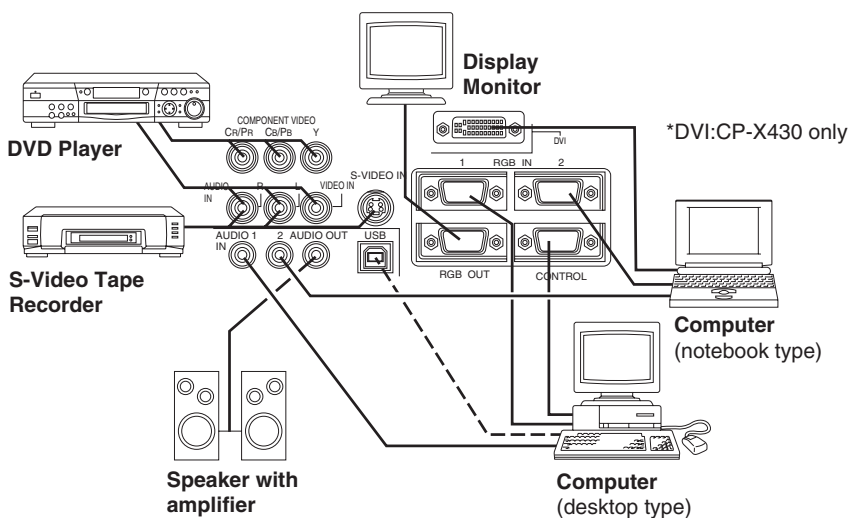 Display
Monitor
COMPONENT VIDEO
CR/PR CB/PB Y
DVD Player
DVI
*DVI:CP-X430 only
1 RGB IN 2
S-VIDEO IN
AUDIO IN R L VIDEO IN
AUDIO IN 1 2 AUDIO OUT USB
RGB OUT CONTROL
S-Video Tape
Recorder
Computer
(notebook type)
Speaker with
amplifier
Computer
(desktop type)